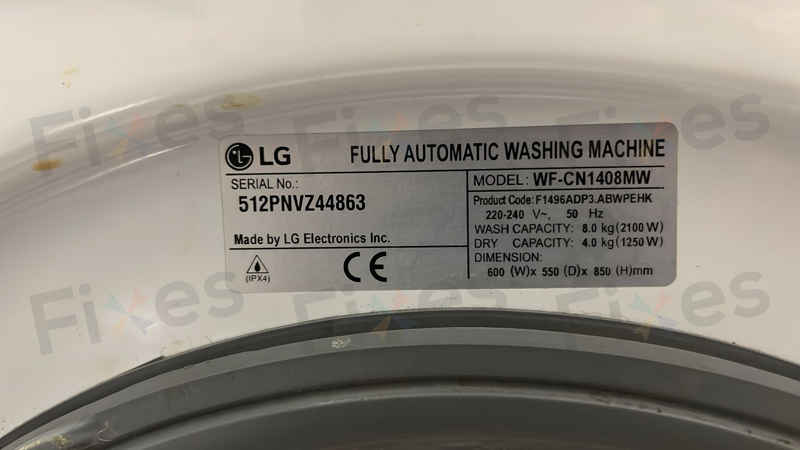 Fixes Fixes Fixes
LG FULLY AUTOMATIC WASHING MACHINE
SERIAL No.:
512PNVZ44863
Made by LG Electronics Inc.
(IPX4)
CE
MODEL: WF-CN1408MW
Product Code: F1496ADP3.ABWPEHK
220-240 V~, 50 Hz
WASH CAPACITY: 8.0 kg (2100 W)
DRY CAPACITY: 4.0 kg (1250 W)
DIMENSION:
600 (W)x 550 (D)x 850 (H)mm
Fixes Fixes Fixes